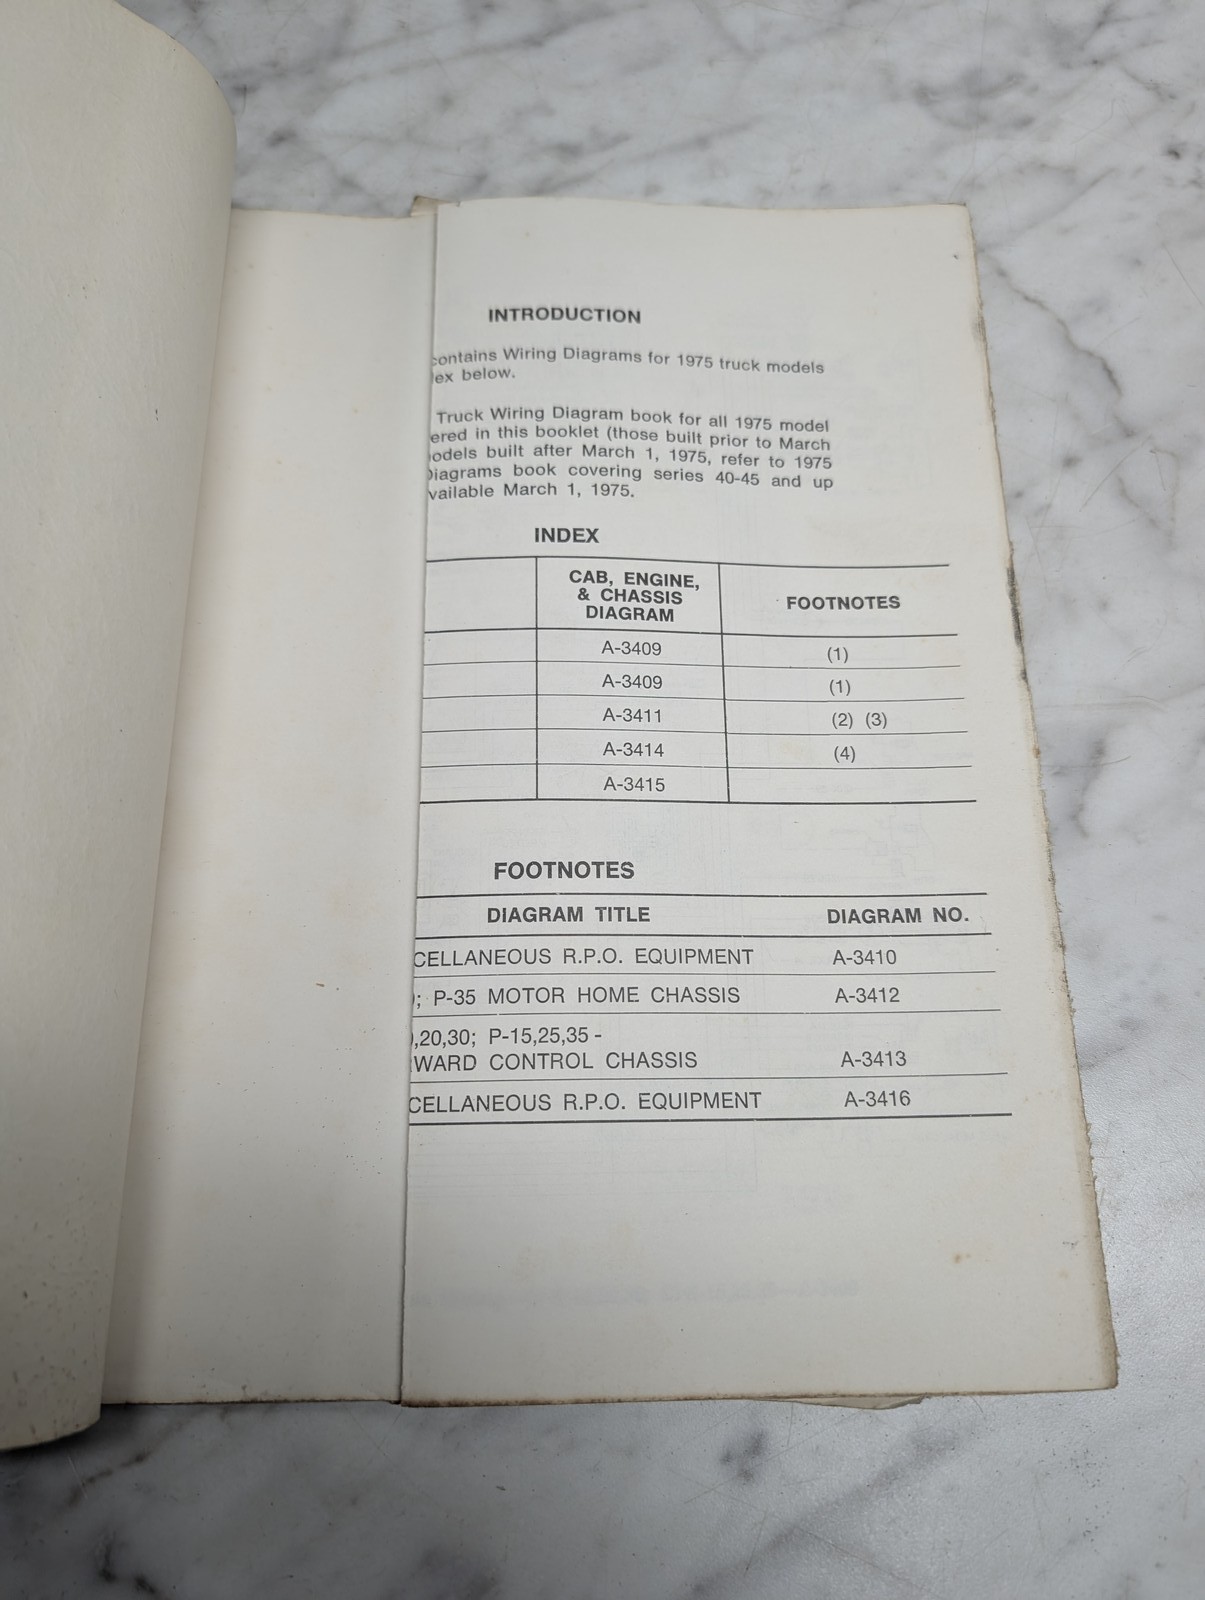 INTRODUCTION
contains Wiring Diagrams for 1975 truck models
ex below.
Truck Wiring Diagram book for all 1975 model
ered in this booklet (those built prior to March
odels built after March 1, 1975, refer to 1975
iagrams book covering series 40-45 and up
vailable March 1, 1975.
INDEX
CAB, ENGINE,
& CHASSIS
DIAGRAM
FOOTNOTES
A-3409 (1)
A-3409 (1)
A-3411 (2) (3)
A-3414 (4)
A-3415
FOOTNOTES
DIAGRAM TITLE DIAGRAM NO.
CELLANEOUS R.P.O. EQUIPMENT A-3410
; P-35 MOTOR HOME CHASSIS A-3412
,20,30; P-15,25,35 -
WARD CONTROL CHASSIS A-3413
CELLANEOUS R.P.O. EQUIPMENT A-3416